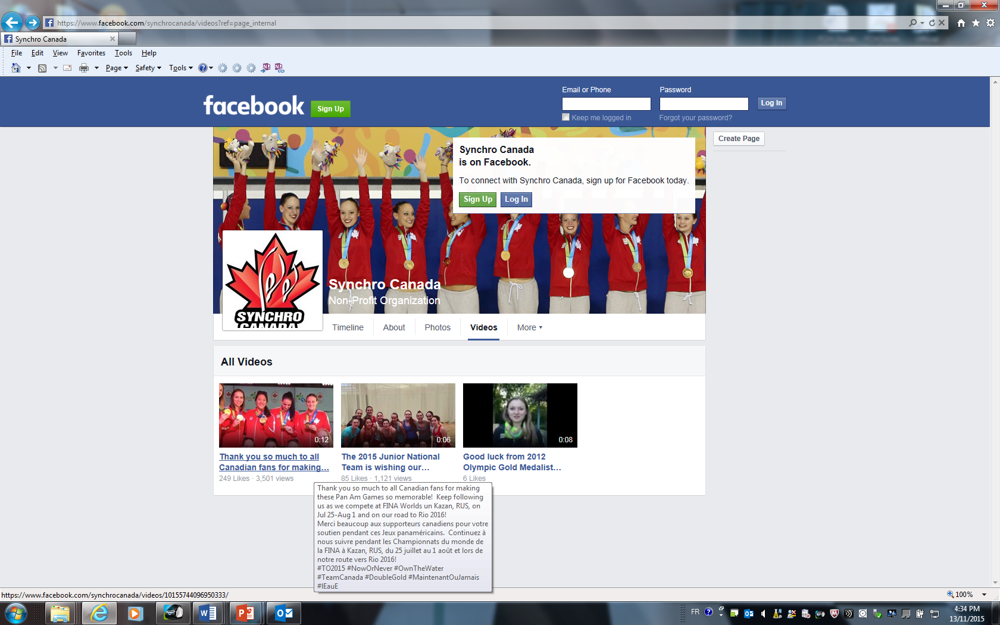 https://www.facebook.com/synchrocanada/videos?ref=page_internal
Synchro Canada
File Edit View Favorites Tools Help
Page Safety Tools
facebook
Sign Up
Email or Phone
Password
Log In
Keep me logged in
Forgot your password?
Create Page
Synchro Canada
is on Facebook.
To connect with Synchro Canada, sign up for Facebook today.
Sign Up Log In
SYNCHRO
CANADA
Synchro Canada
Non-Profit Organization
Timeline About Photos Videos More
All Videos
0:12
0:06
0:08
Thank you so much to all
Canadian fans for making...
249 Likes · 3,501 views
The 2015 Junior National
Team is wishing our...
85 Likes · 1,121 views
Good luck from 2012
Olympic Gold Medalist...
6 Likes
Thank you so much to all Canadian fans for making
these Pan Am Games so memorable! Keep following
us as we compete at FINA Worlds un Kazan, RUS, on
Jul 25-Aug 1 and on our road to Rio 2016!
Merci beaucoup aux supporteurs canadiens pour votre
soutien pendant ces Jeux panaméricains. Continuez à
nous suivre pendant les Championnats du monde de
la FINA à Kazan, RUS, du 25 juillet au 1 août et lors de
notre route vers Rio 2016!
#TO2015 #NowOrNever #OwnTheWater
#TeamCanada #DoubleGold #MaintenantOuJamais
#lEauE
https://www.facebook.com/synchrocanada/videos/10155744096950333/
100%
FR
4:34 PM
13/11/2015